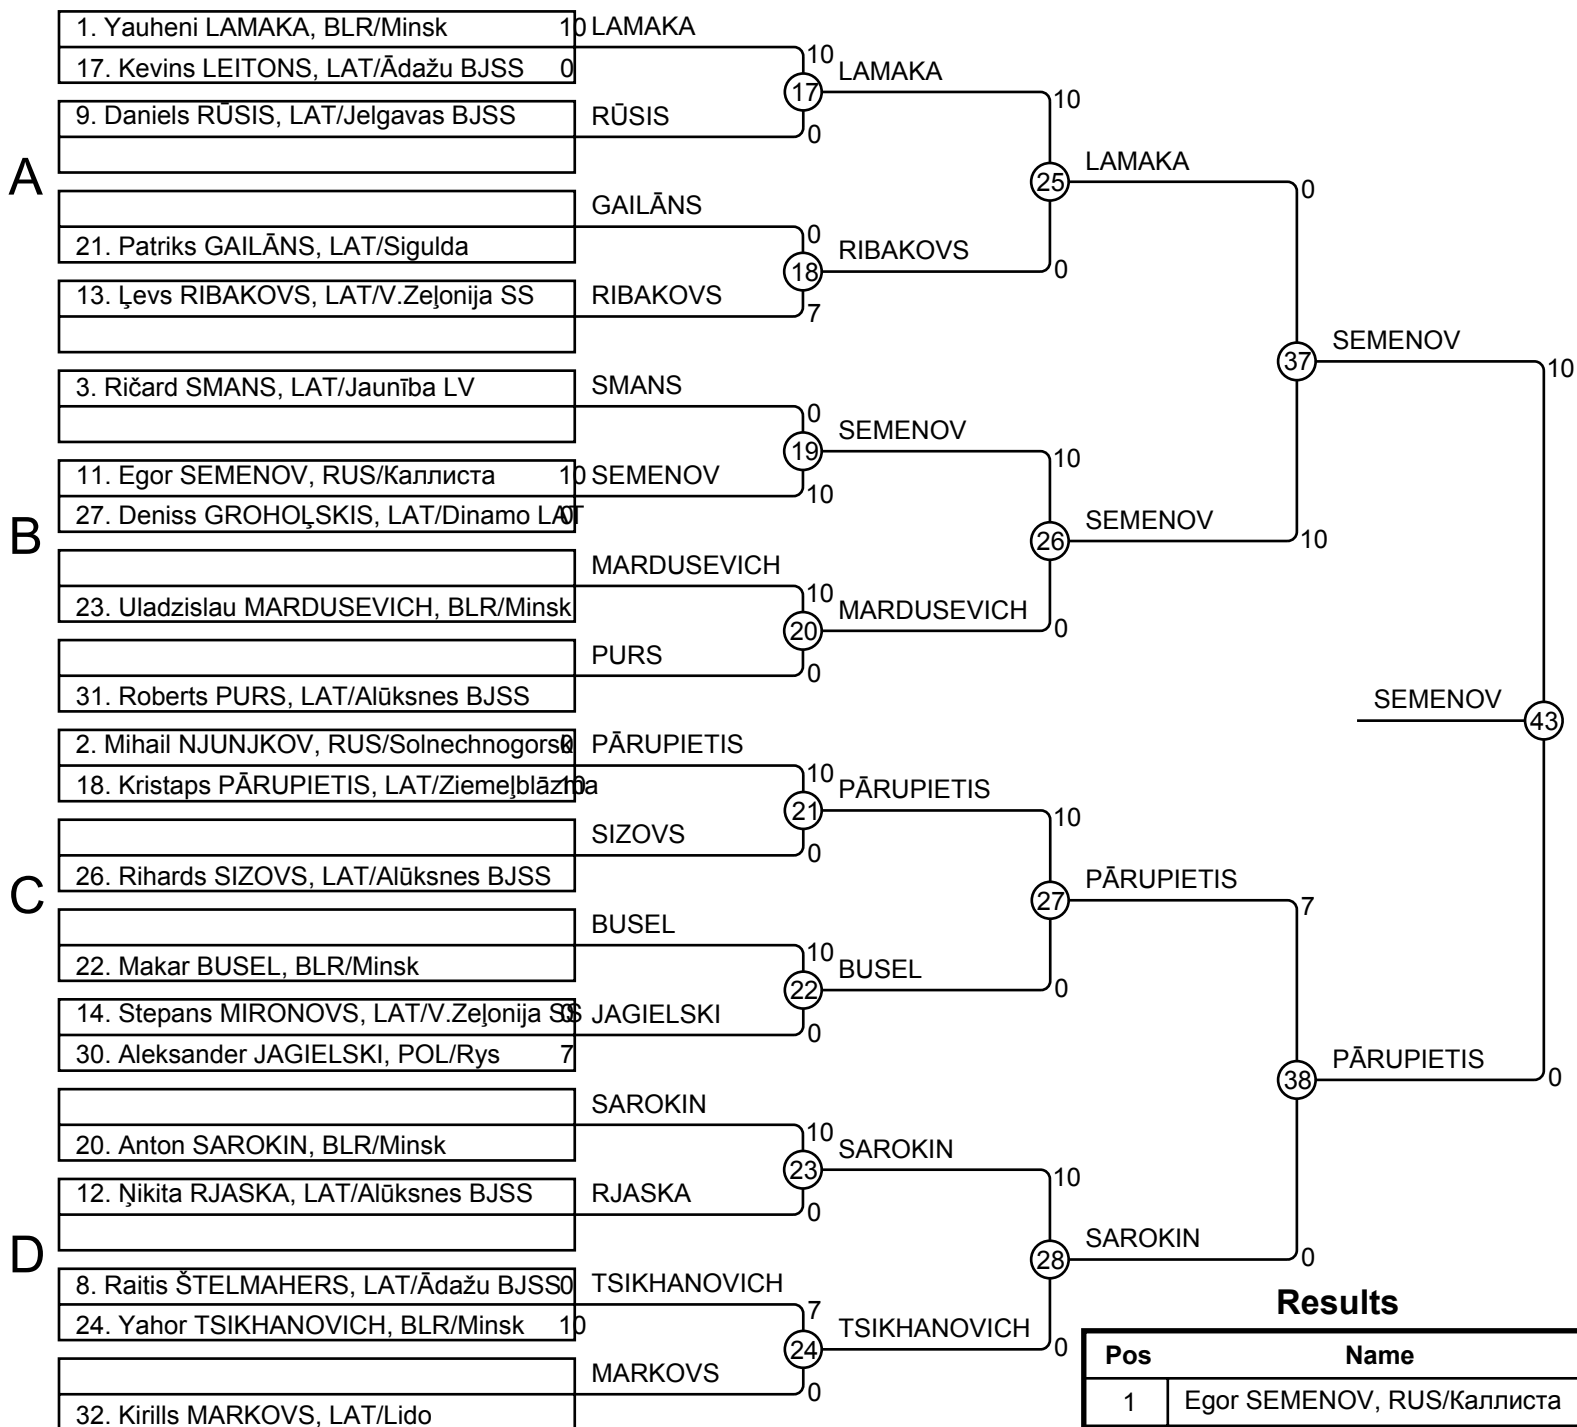 1. Yauheni LAMAKA, BLR/Minsk 10
17. Kevins LEITONS, LAT/Ādažu BJSS 0
9. Daniels RŪSIS, LAT/Jelgavas BJSS
A
21. Patriks GAILĀNS, LAT/Sigulda
13. Ļevs RIBAKOVS, LAT/V.Zeļonija SS
3. Ričard SMANS, LAT/Jaunība LV
11. Egor SEMENOV, RUS/Каллиста 10
27. Deniss GROHOĻSKIS, LAT/Dinamo LAT 0
B
23. Uladzislau MARDUSEVICH, BLR/Minsk
31. Roberts PURS, LAT/Alūksnes BJSS
2. Mihail NJUNJKOV, RUS/Solnechnogorsk 0
18. Kristaps PĀRUPIETIS, LAT/Ziemeļblāzma 10
26. Rihards SIZOVS, LAT/Alūksnes BJSS
C
22. Makar BUSEL, BLR/Minsk
14. Stepans MIRONOVS, LAT/V.Zeļonija SS 0
30. Aleksander JAGIELSKI, POL/Rys 7
20. Anton SAROKIN, BLR/Minsk
12. Ņikita RJASKA, LAT/Alūksnes BJSS
D
8. Raitis ŠTELMAHERS, LAT/Ādažu BJSS 0
24. Yahor TSIKHANOVICH, BLR/Minsk 10
32. Kirills MARKOVS, LAT/Lido
LAMAKA
10
17
RŪSIS
0
GAILĀNS
0
18
RIBAKOVS
7
SMANS
0
19
SEMENOV
10
MARDUSEVICH
10
20
PURS
0
PĀRUPIETIS
10
21
SIZOVS
0
BUSEL
10
22
JAGIELSKI
0
SAROKIN
10
23
RJASKA
0
TSIKHANOVICH
7
24
MARKOVS
0
LAMAKA
10
25
RIBAKOVS
0
SEMENOV
10
26
MARDUSEVICH
0
PĀRUPIETIS
10
27
BUSEL
0
SAROKIN
10
28
TSIKHANOVICH
0
LAMAKA
0
37
SEMENOV
10
PĀRUPIETIS
7
38
SAROKIN
0
SEMENOV
10
SEMENOV
43
PĀRUPIETIS
0
Results
Pos Name
1 Egor SEMENOV, RUS/Каллиста